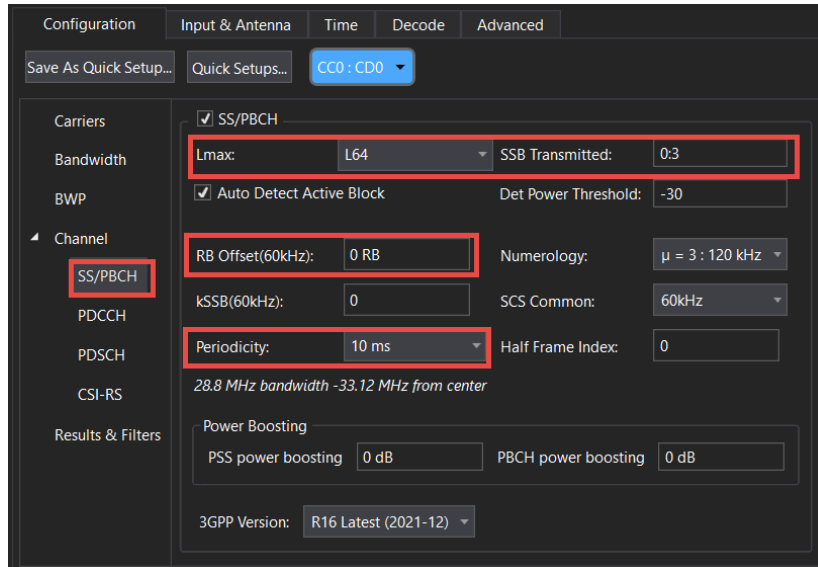 Configuration Input & Antenna Time Decode Advanced
Save As Quick Setup... Quick Setups... CC0 : CD0
Carriers
Bandwidth
BWP
Channel
SS/PBCH
PDCCH
PDSCH
CSI-RS
Results & Filters
SS/PBCH
Lmax: L64 SSB Transmitted: 0:3
Auto Detect Active Block Det Power Threshold: -30
RB Offset(60kHz): 0 RB Numerology: μ = 3 : 120 kHz
kSSB(60kHz): 0 SCS Common: 60kHz
Periodicity: 10 ms Half Frame Index: 0
28.8 MHz bandwidth -33.12 MHz from center
Power Boosting
PSS power boosting 0 dB PBCH power boosting 0 dB
3GPP Version: R16 Latest (2021-12)